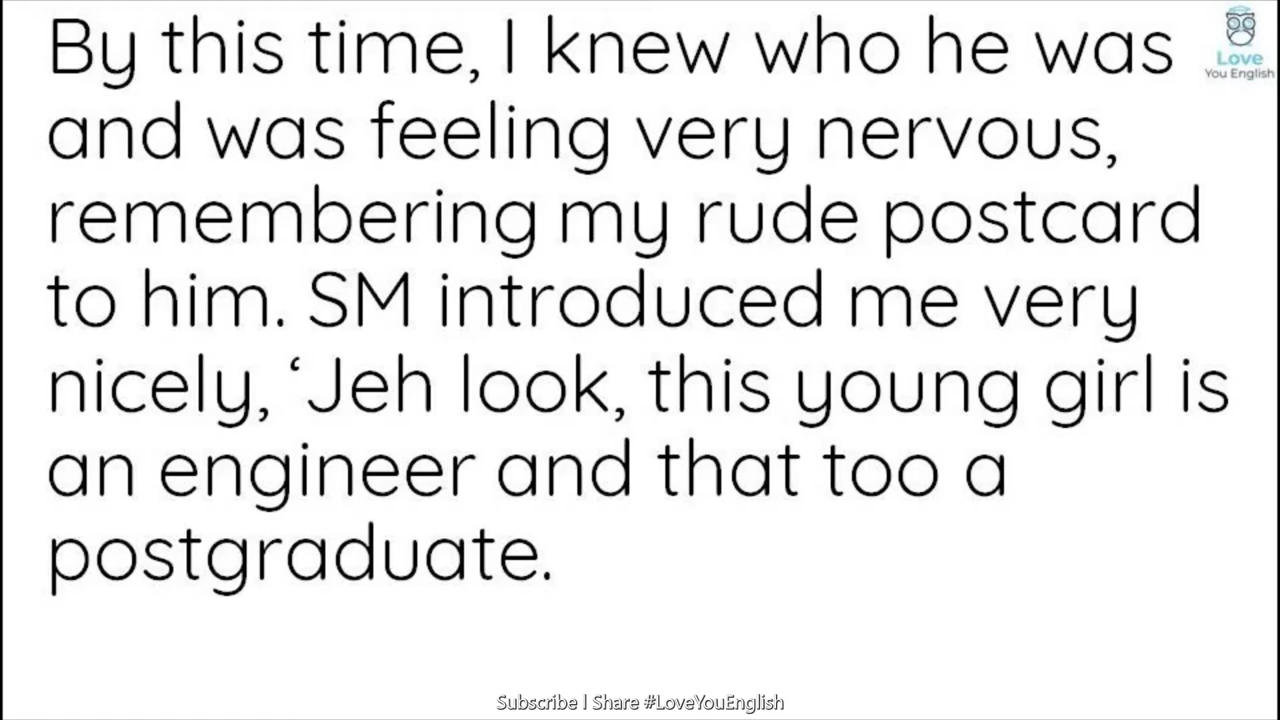 By this time, I knew who he was
and was feeling very nervous,
remembering my rude postcard
to him. SM introduced me very
nicely, ‘Jeh look, this young girl is
an engineer and that too a
postgraduate.
Love
You English
Subscribe | Share #LoveYouEnglish